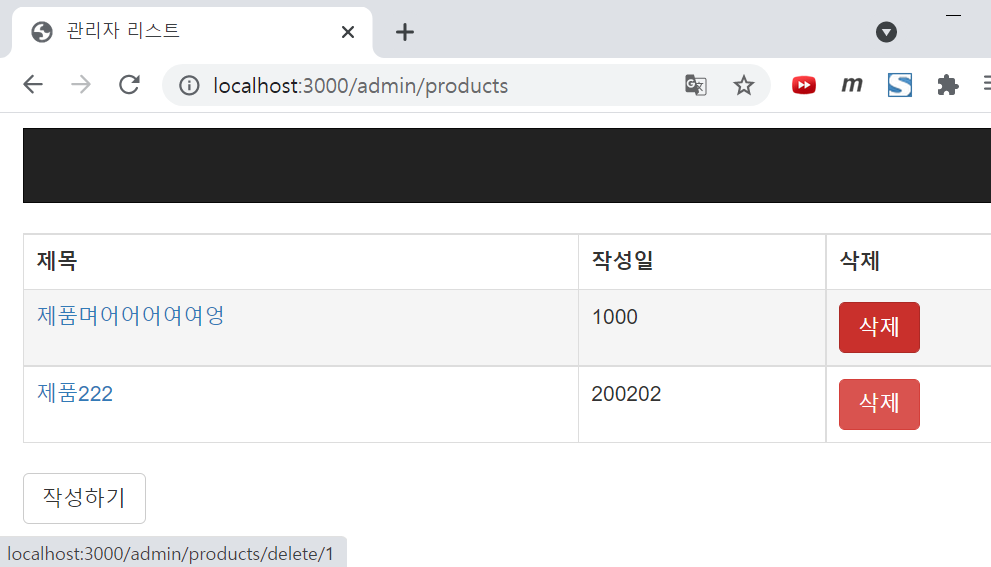 관리자 리스트
localhost:3000/admin/products
제목 작성일 삭제
제품며어어어여여엉 1000 삭제
제품222 200202 삭제
작성하기
localhost:3000/admin/products/delete/1